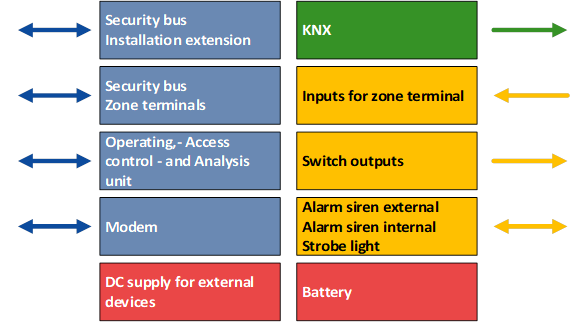 Security bus
Installation extension
KNX
Security bus
Zone terminals
Inputs for zone terminal
Operating,- Access
control - and Analysis
unit
Switch outputs
Modem
Alarm siren external
Alarm siren internal
Strobe light
DC supply for external
devices
Battery